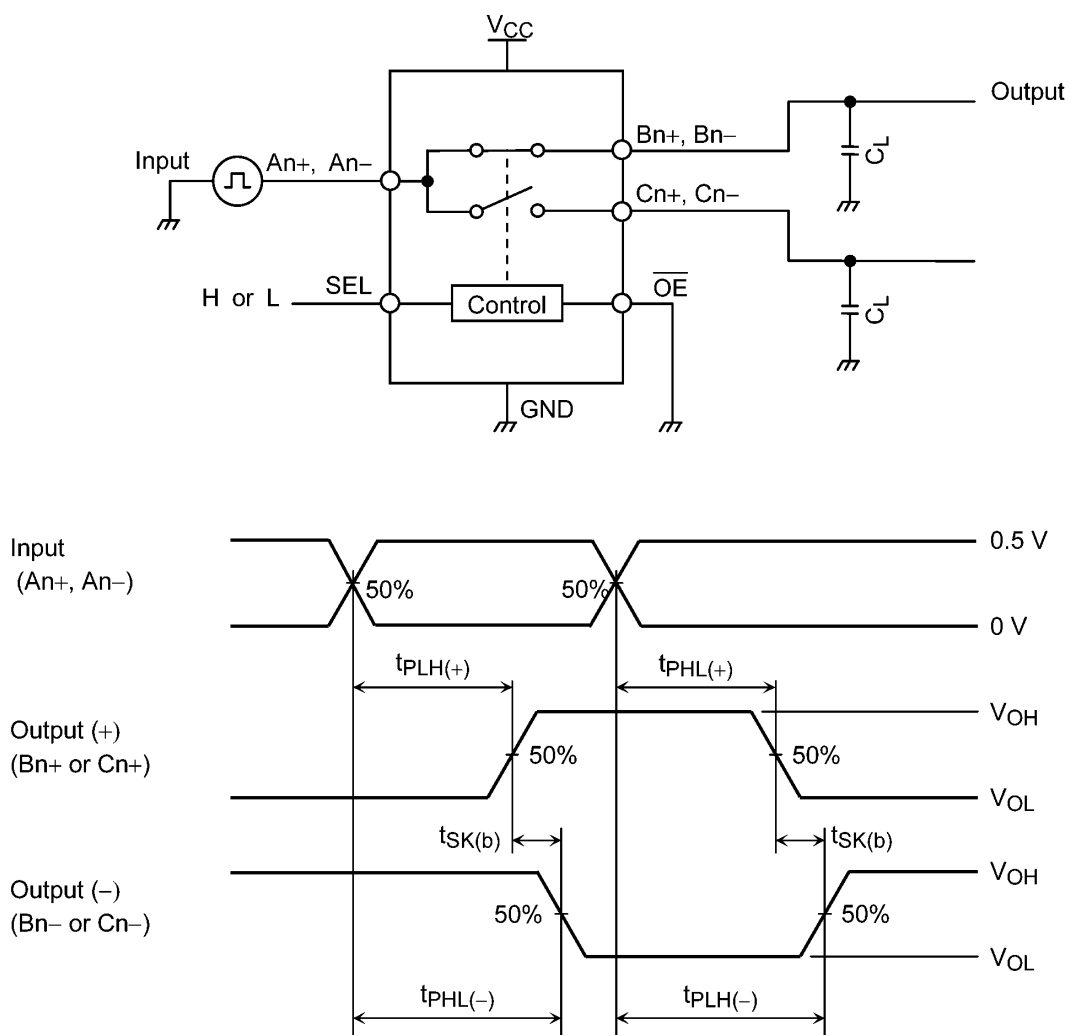 VCC
Output
Bn+, Bn−
Input
An+, An−
CL
Cn+, Cn−
SEL
OE
H or L
Control
CL
GND
Input
(An+, An−)
0.5 V
50%
50%
0 V
tPLH(+)
tPHL(+)
Output (+)
(Bn+ or Cn+)
VOH
50%
50%
VOL
tSK(b)
tSK(b)
Output (−)
(Bn− or Cn−)
VOH
50%
50%
VOL
tPHL(−)
tPLH(−)